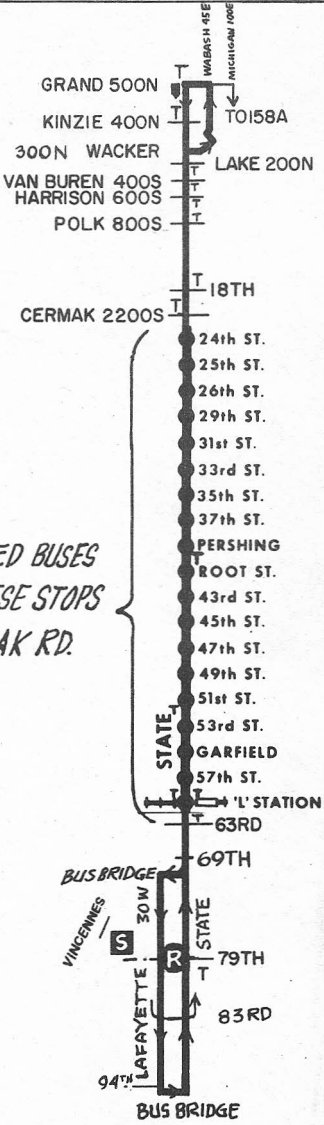 WABASH 45E
MICHIGAN 100E
T
GRAND 500N
T
KINZIE 400N
TO158A
300N WACKER
LAKE 200N
T
VAN BUREN 400S
T
HARRISON 600S
T
POLK 800S
T
T
18TH
T
CERMAK 2200S
24th ST.
25th ST.
26th ST.
29th ST.
31st ST.
33rd ST.
35th ST.
37th ST.
PERSHING
T
ED BUSES
ROOT ST.
SE STOPS
43rd ST.
AK RD.
45th ST.
47th ST.
49th ST.
51st ST.
T
STATE
53rd ST.
GARFIELD
57th ST.
T T
'L' STATION
T
63RD
69TH
BUS BRIDGE
30W
VINCENNES
S
STATE
R
79TH
T
LAFAYETTE
83RD
94TH
BUS BRIDGE